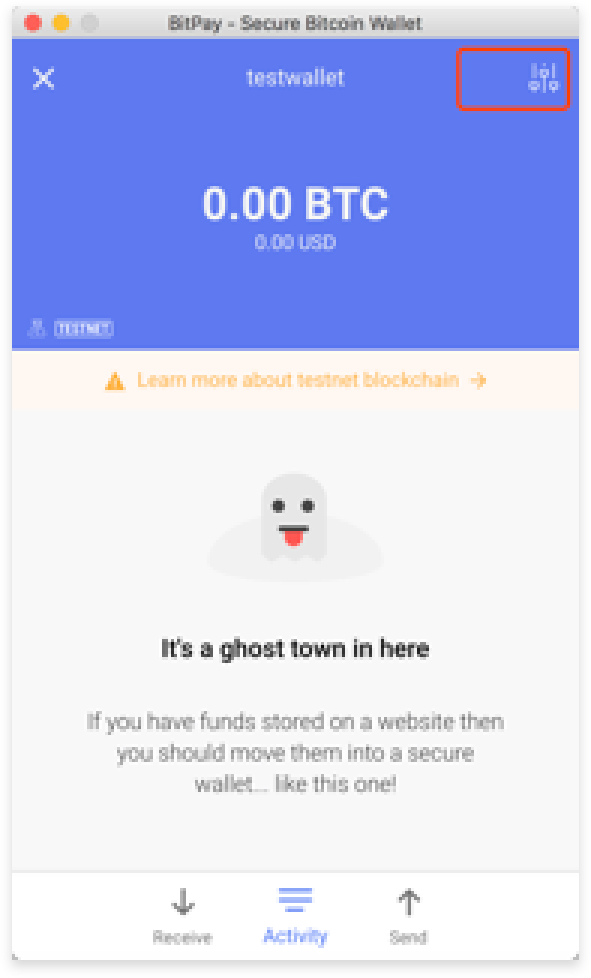 BitPay - Secure Bitcoin Wallet
testwallet
0.00 BTC
0.00 USD
TESTNET
Learn more about testnet blockchain →
It's a ghost town in here
If you have funds stored on a website then
you should move them into a secure
wallet... like this one!
Receive
Activity
Send